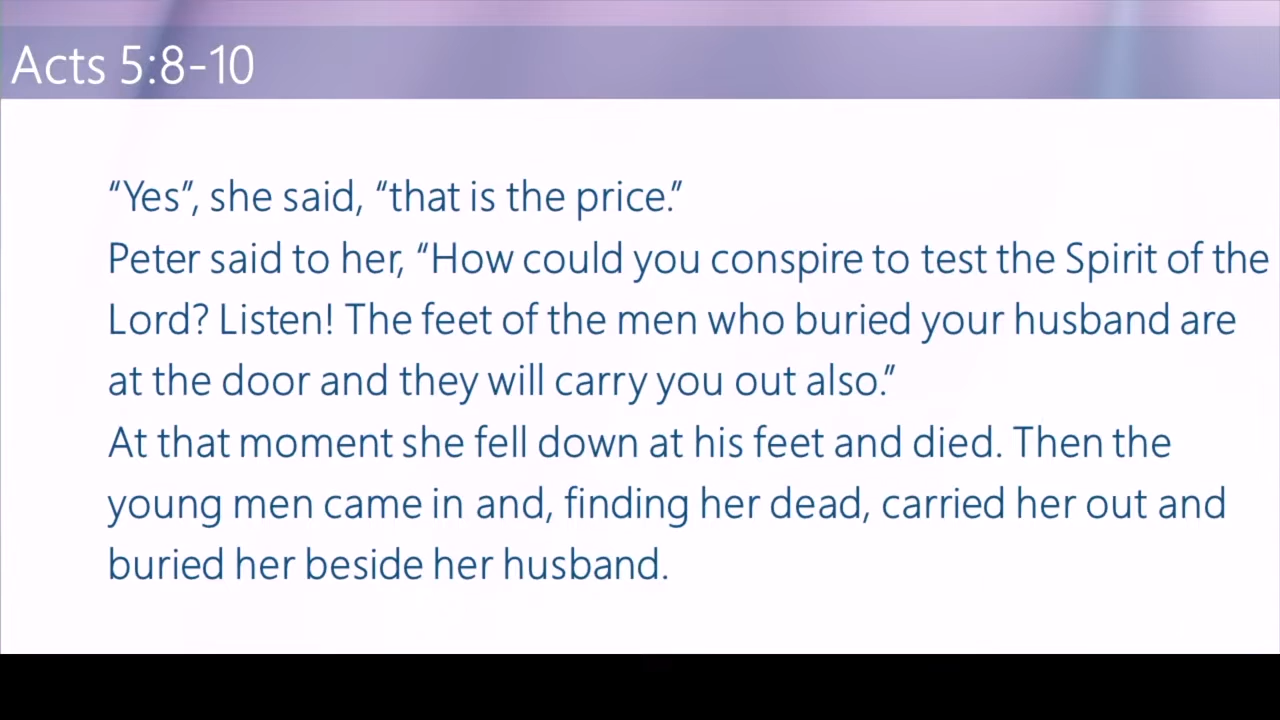 Acts 5:8-10
“Yes”, she said, “that is the price.”
Peter said to her, “How could you conspire to test the Spirit of the
Lord? Listen! The feet of the men who buried your husband are
at the door and they will carry you out also.”
At that moment she fell down at his feet and died. Then the
young men came in and, finding her dead, carried her out and
buried her beside her husband.